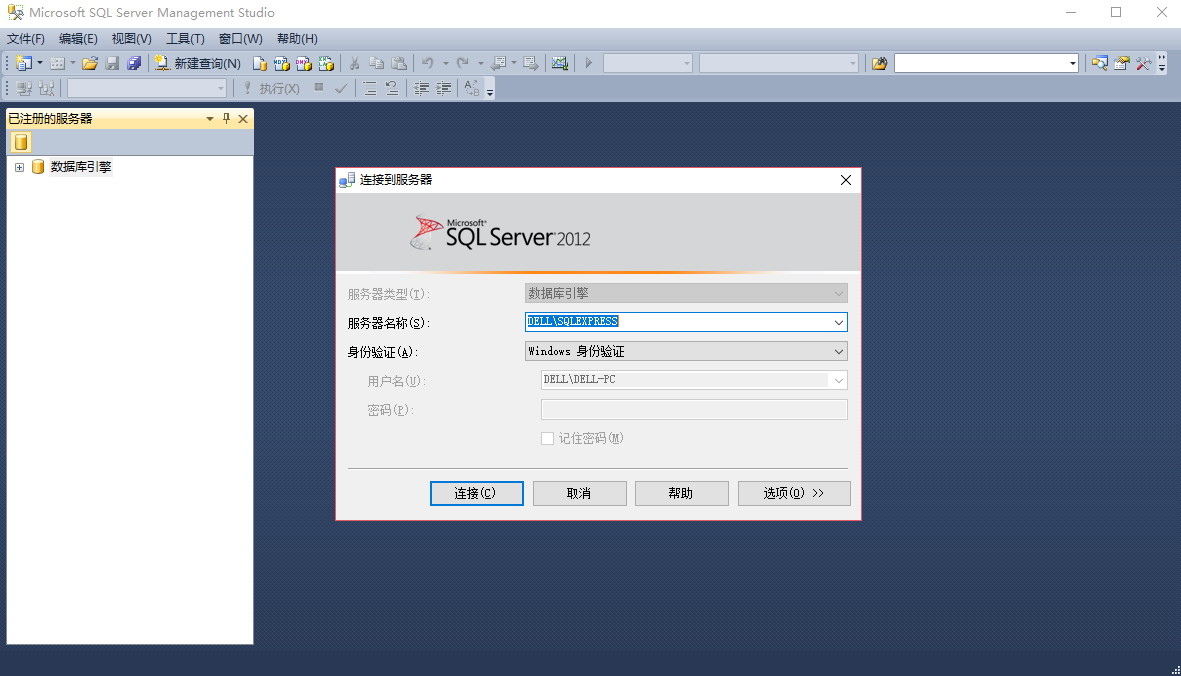 Microsoft SQL Server Management Studio
文件(F) 编辑(E) 视图(V) 工具(T) 窗口(W) 帮助(H)
新建查询(N)
执行(X)
已注册的服务器
数据库引擎
连接到服务器
Microsoft®
SQL Server® 2012
服务器类型(T): 数据库引擎
服务器名称(S): DELL\SQLEXPRESS
身份验证(A): Windows 身份验证
用户名(U): DELL\DELL-PC
密码(P):
记住密码(M)
连接(C) 取消 帮助 选项(O) >>